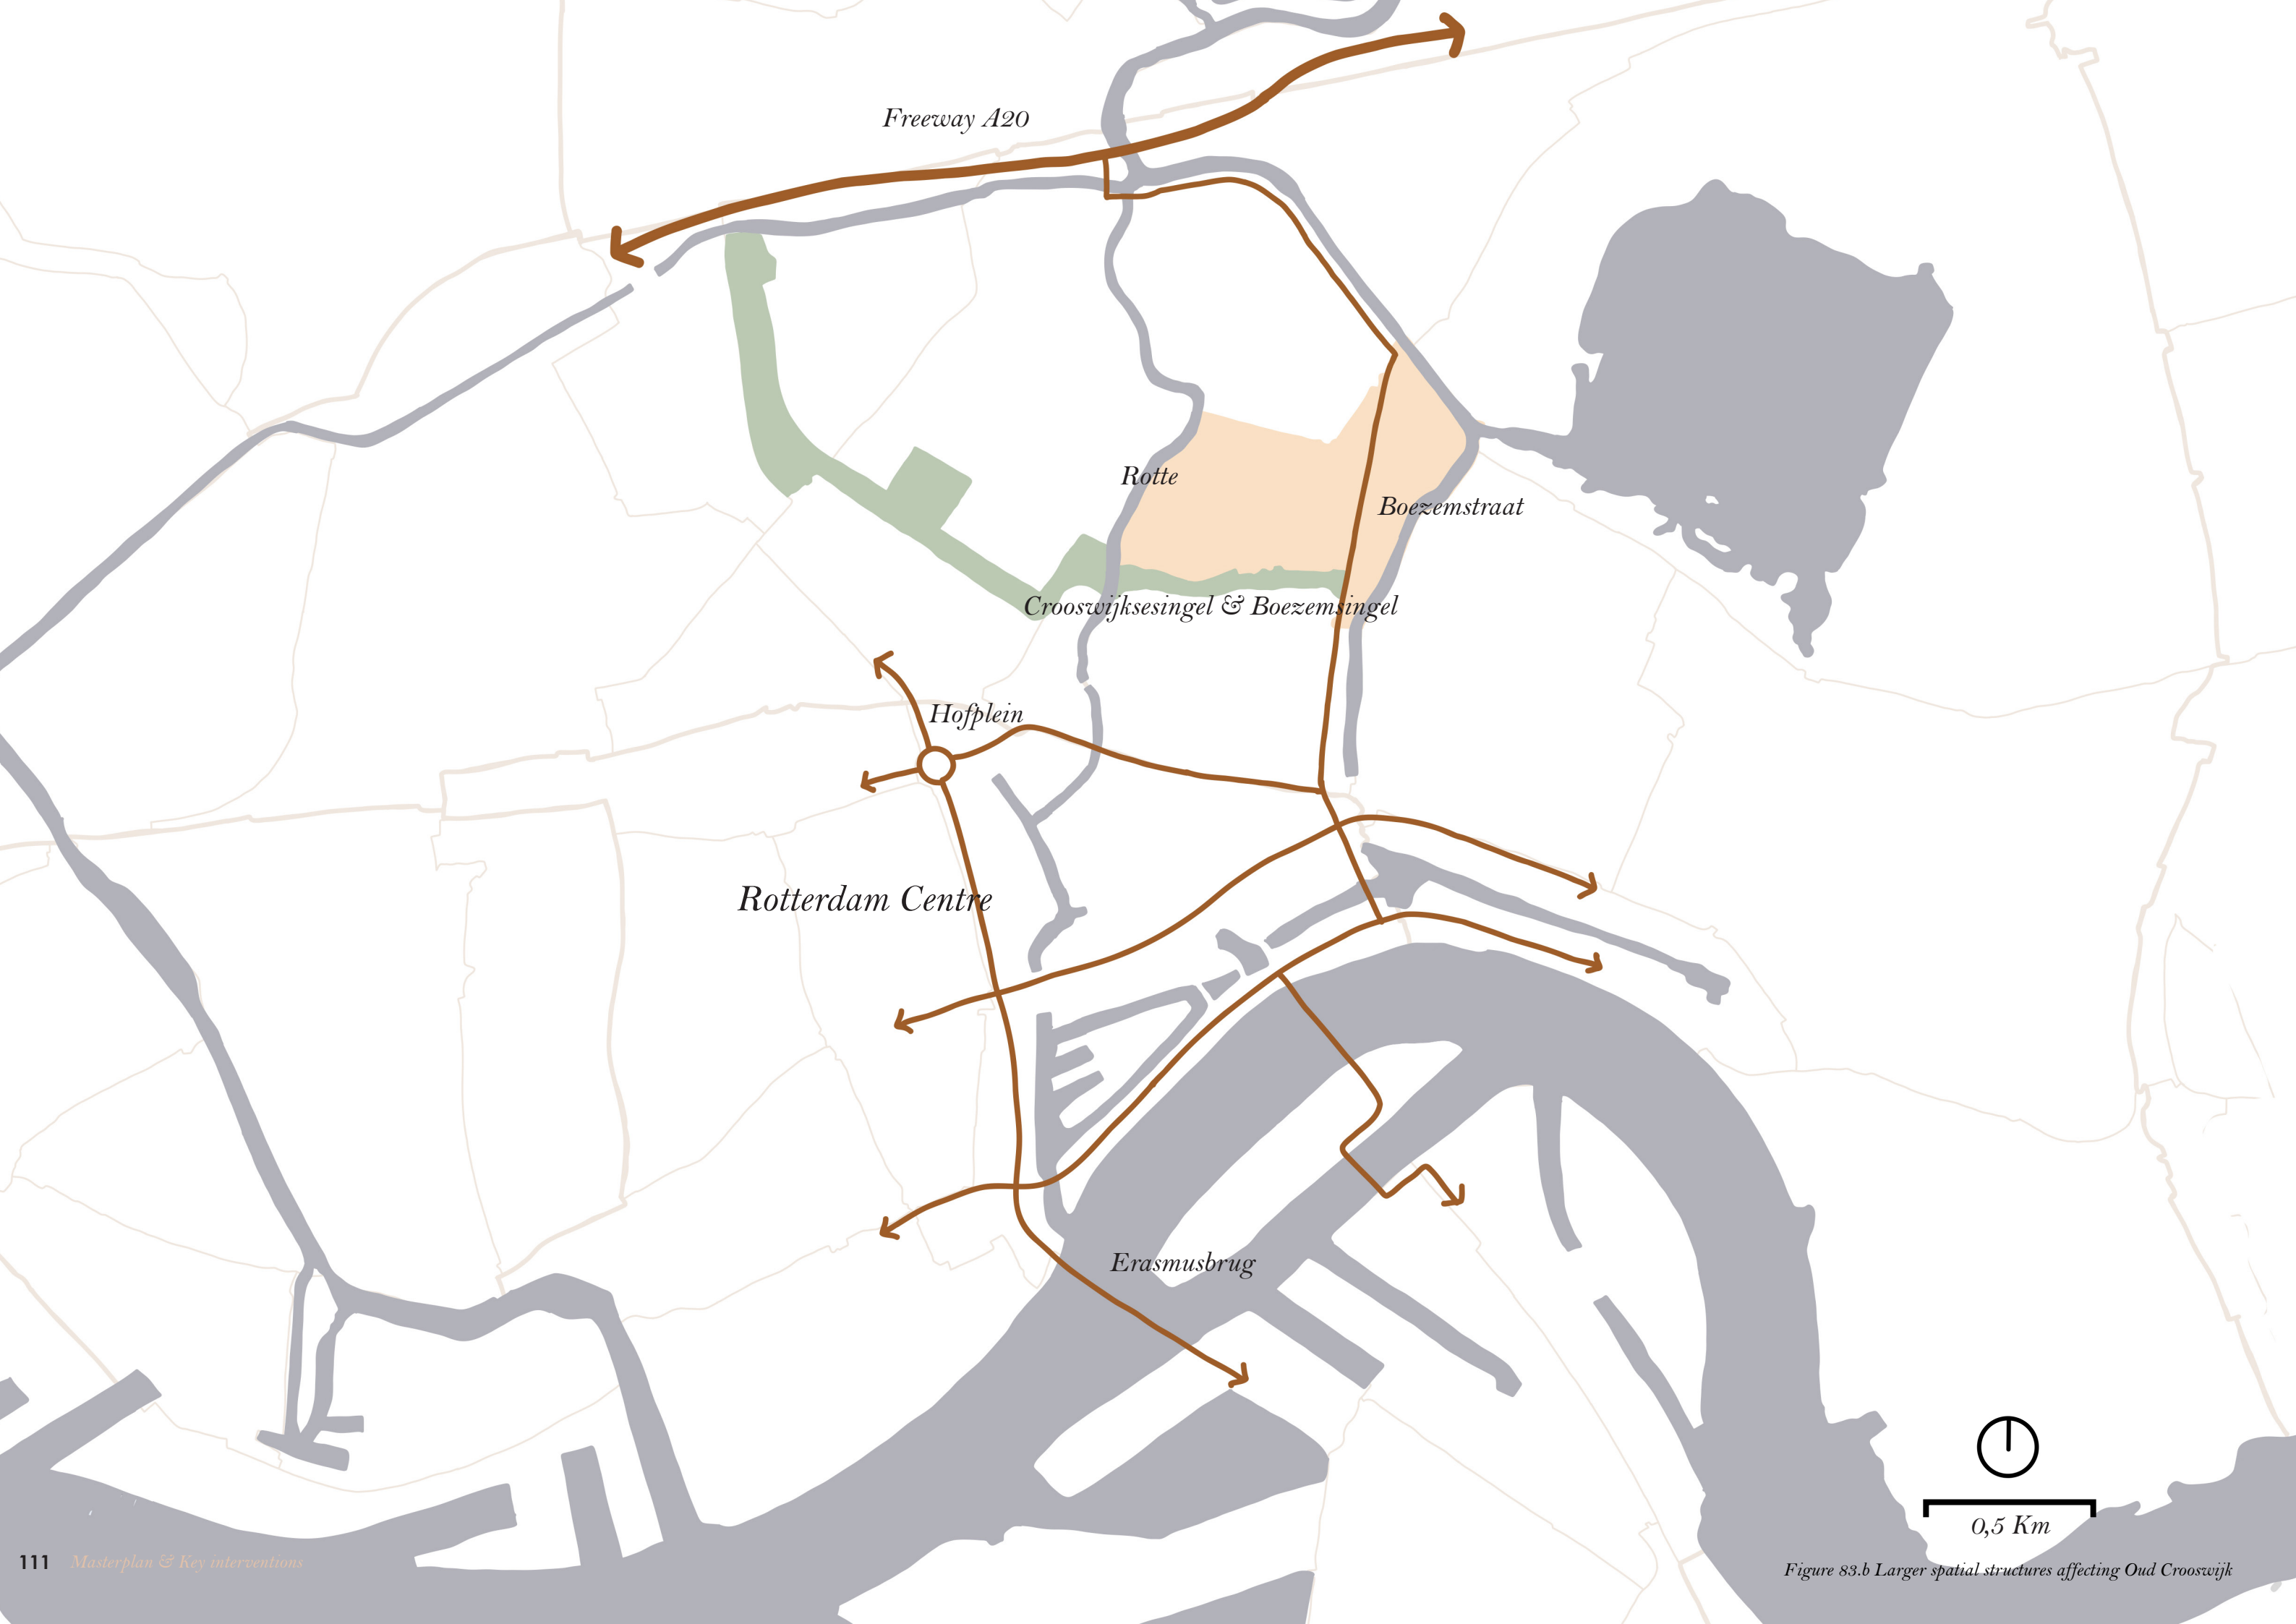 Freeway A20
Rotte
Boezemstraat
Crooswijksesingel & Boezemsingel
Hofplein
Rotterdam Centre
Erasmusbrug
0,5 Km
111 Masterplan & Key interventions
Figure 83.b Larger spatial structures affecting Oud Crooswijk